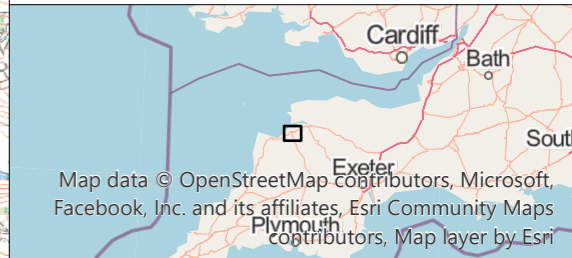 Cardiff
Bath
South
Exeter
Map data © OpenStreetMap contributors, Microsoft,
Facebook, Inc. and its affiliates, Esri Community Maps
Plymouth
contributors, Map layer by Esri